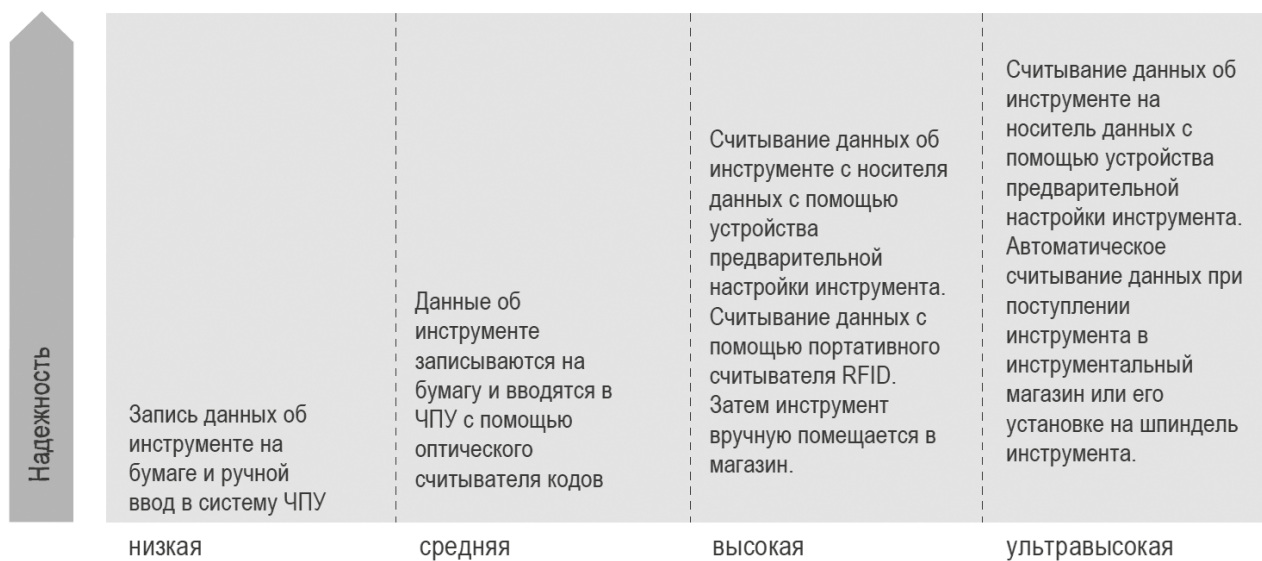 Надежность
Запись данных об
инструменте на
бумаге и ручной
ввод в систему ЧПУ
Данные об
инструменте
записываются на
бумагу и вводятся в
ЧПУ с помощью
оптического
считывателя кодов
Считывание данных об
инструменте с носителя
данных с помощью
устройства
предварительной
настройки инструмента.
Считывание данных с
помощью портативного
считывателя RFID.
Затем инструмент
вручную помещается в
магазин.
Считывание данных об
инструменте на
носитель данных с
помощью устройства
предварительной
настройки инструмента.
Автоматическое
считывание данных при
поступлении
инструмента в
инструментальный
магазин или его
установке на шпиндель
инструмента.
низкая
средняя
высокая
ультравысокая